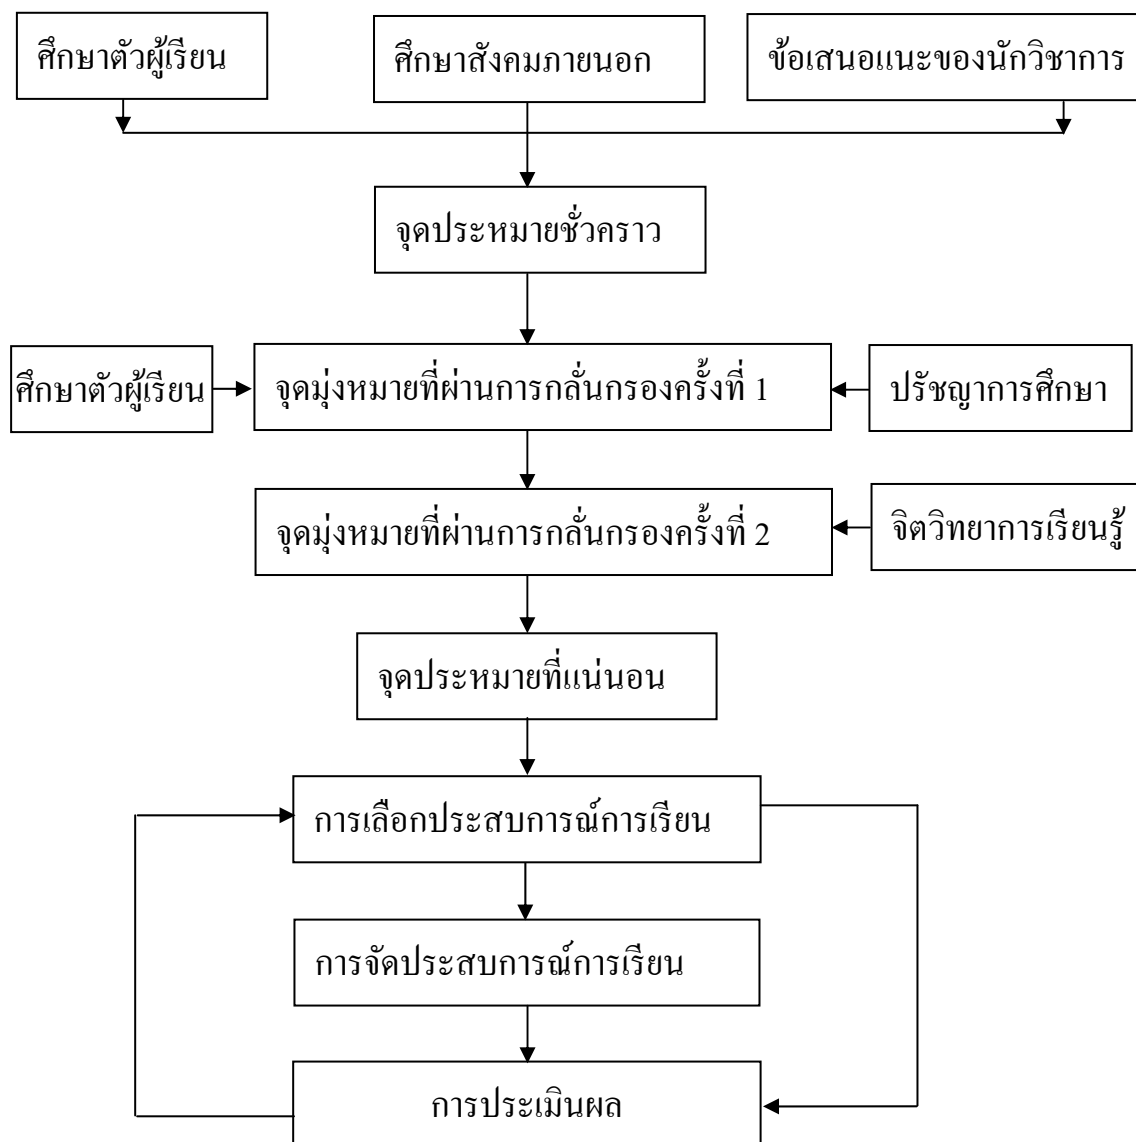 ศึกษาตัวผู้เรียน
ศึกษาสังคมภายนอก
ข้อเสนอแนะของนักวิชาการ
จุดประหมายชั่วคราว
ศึกษาตัวผู้เรียน
จุดมุ่งหมายที่ผ่านการกลั่นกรองครั้งที่ 1
ปรัชญาการศึกษา
จุดมุ่งหมายที่ผ่านการกลั่นกรองครั้งที่ 2
จิตวิทยาการเรียนรู้
จุดประหมายที่แน่นอน
การเลือกประสบการณ์การเรียน
การจัดประสบการณ์การเรียน
การประเมินผล